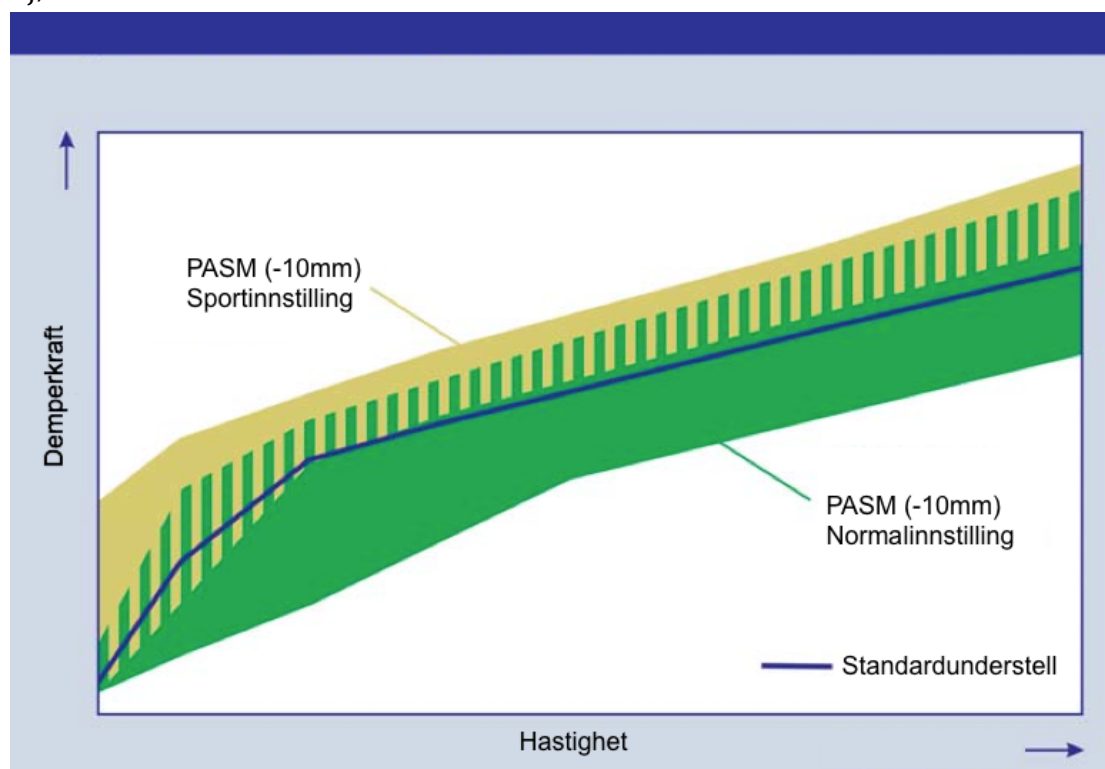 PASM (-10mm)
Sportinnstilling
Demperkraft
PASM (-10mm)
Normalinnstilling
Standardunderstell
Hastighet